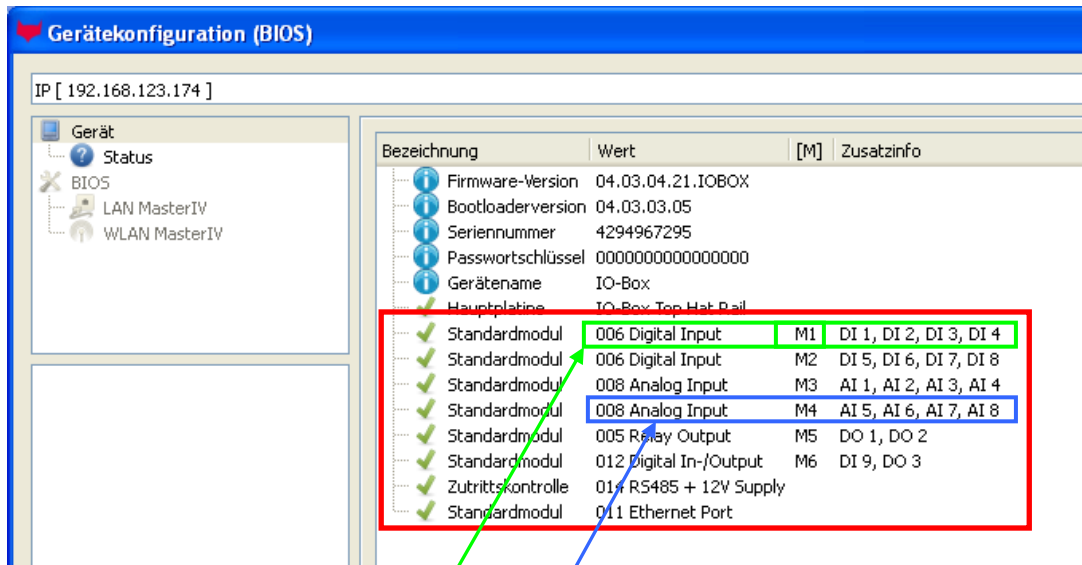 Gerätekonfiguration (BIOS)
IP [ 192.168.123.174 ]
Gerät
Status
BIOS
LAN MasterIV
WLAN MasterIV
Bezeichnung Wert [M] Zusatzinfo
Firmware-Version 04.03.04.21.IOBOX
Bootloaderversion 04.03.03.05
Seriennummer 4294967295
Passwortschlüssel 0000000000000000
Gerätename IO-Box
Hauptplatine IO-Box Top Hat Rail
Standardmodul 006 Digital Input M1 DI 1, DI 2, DI 3, DI 4
Standardmodul 006 Digital Input M2 DI 5, DI 6, DI 7, DI 8
Standardmodul 008 Analog Input M3 AI 1, AI 2, AI 3, AI 4
Standardmodul 008 Analog Input M4 AI 5, AI 6, AI 7, AI 8
Standardmodul 005 Relay Output M5 DO 1, DO 2
Standardmodul 012 Digital In-/Output M6 DI 9, DO 3
Zutrittskontrolle 014 RS485 + 12V Supply
Standardmodul 011 Ethernet Port